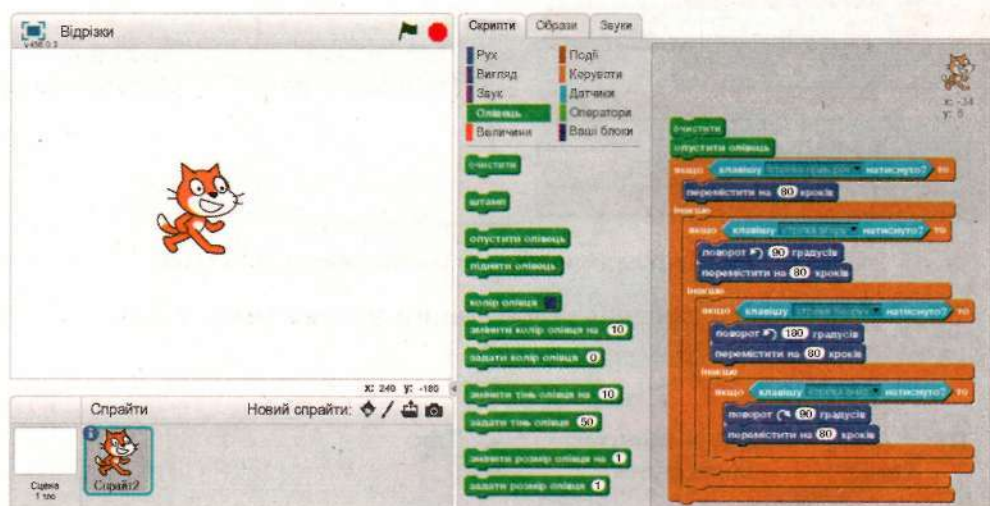 Відрізки
v456.0.3
x: 240 y: -180
Спрайти
Новий спрайти:
Сцена
1 тло
Спрайт2
Скрипти Образи Звуки
Рух
Вигляд
Звук
Олівець
Величини
Події
Керувати
Датчики
Оператори
Ваші блоки
очистити
штамп
опустити олівець
підняти олівець
колір олівця
змінити колір олівця на 10
задати колір олівця 0
змінити тінь олівця на 10
задати тінь олівця 50
змінити розмір олівця на 1
задати розмір олівця 1
x: -34
y: 5
очистити
опустити олівець
якщо клавішу натиснуто? то
перемістити на 80 кроків
інакше
якщо клавішу натиснуто? то
поворот 90 градусів
перемістити на 80 кроків
інакше
якщо клавішу натиснуто? то
поворот 180 градусів
перемістити на 80 кроків
інакше
якщо клавішу натиснуто? то
поворот 90 градусів
перемістити на 80 кроків